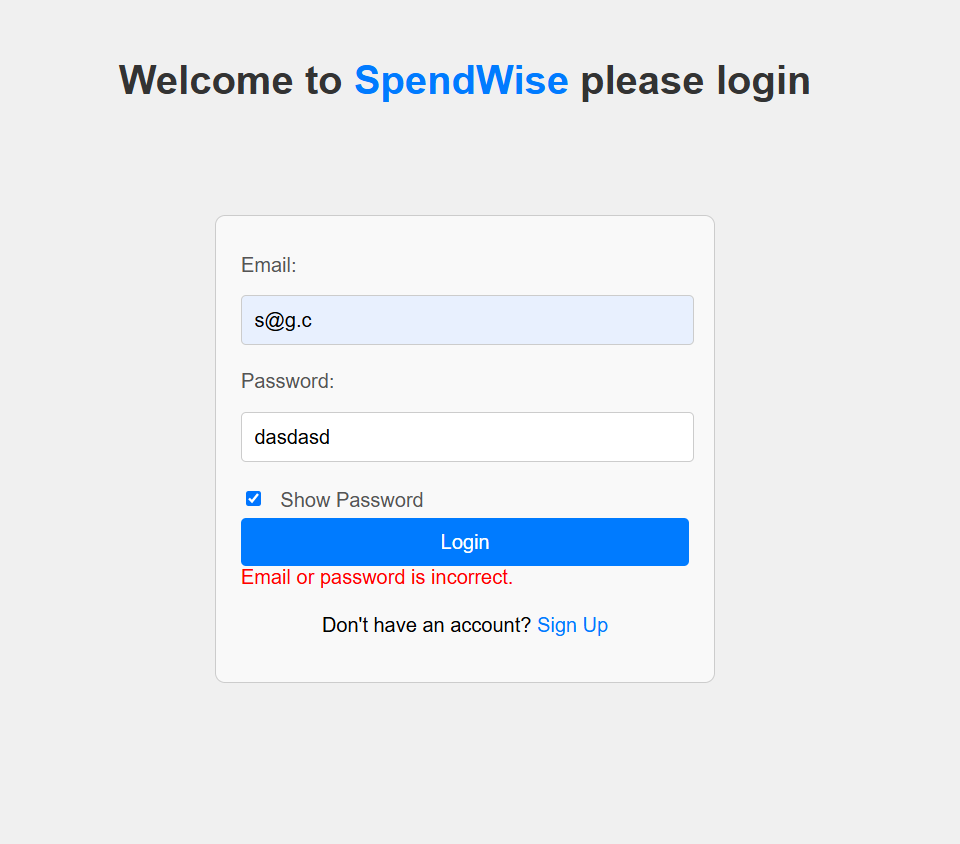 Welcome to SpendWise please login
Email:
s@g.c
Password:
dasdasd
Show Password
Login
Email or password is incorrect.
Don't have an account? Sign Up